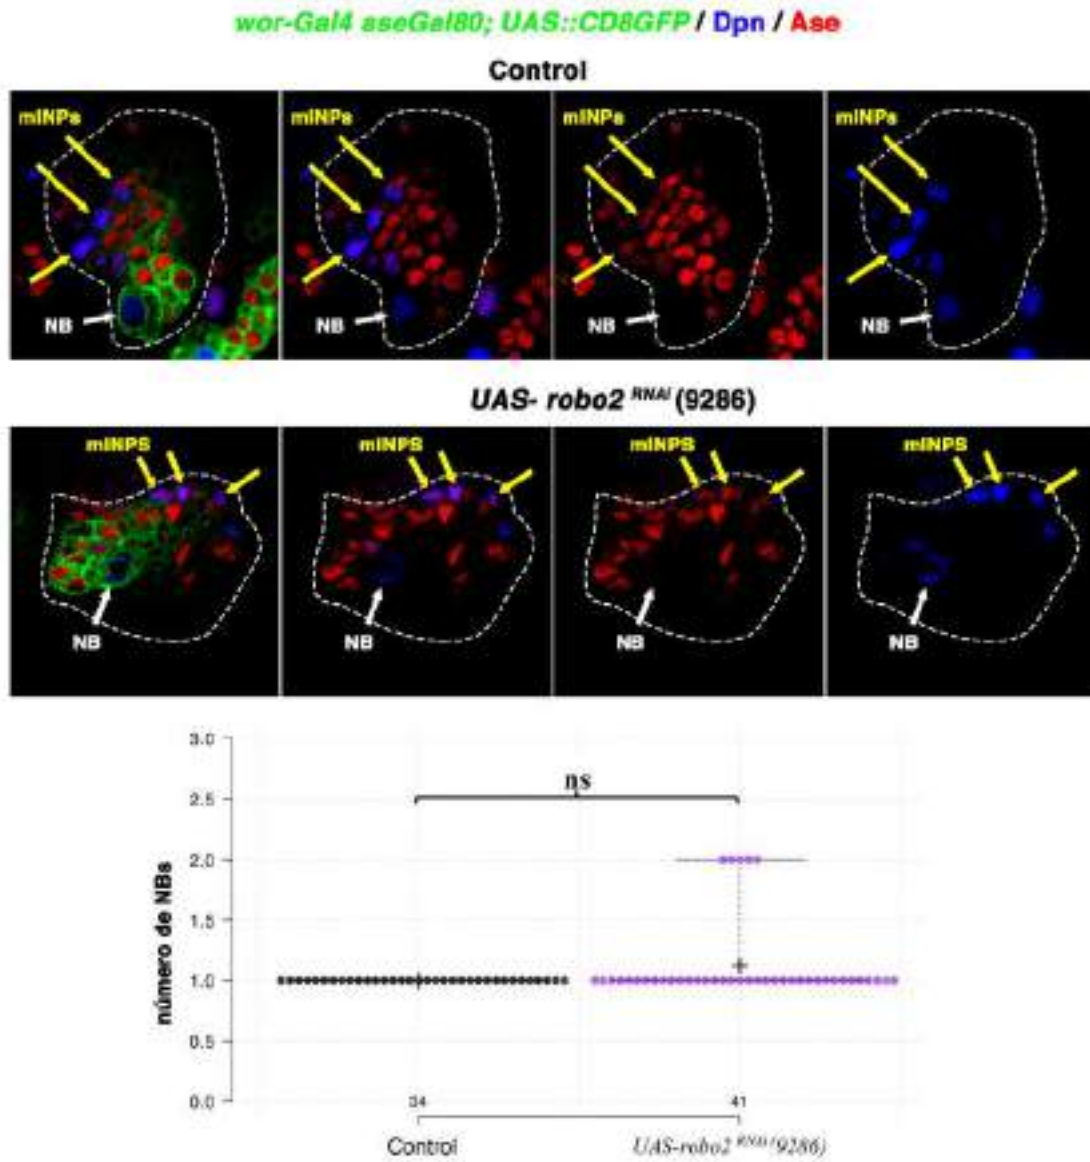 wor-Gal4 aseGal80; UAS::CD8GFP / Dpn / Ase
Control
mINPs mINPs mINPs mINPs
NB NB NB NB
UAS- robo2 RNAi (9286)
mINPS mINPS mINPS mINPS
NB NB NB NB
3.0
ns
2.5
2.0
número de NBs
1.5
1.0
0.5
0.0
34 41
Control UAS-robo2 RNAi (9286)